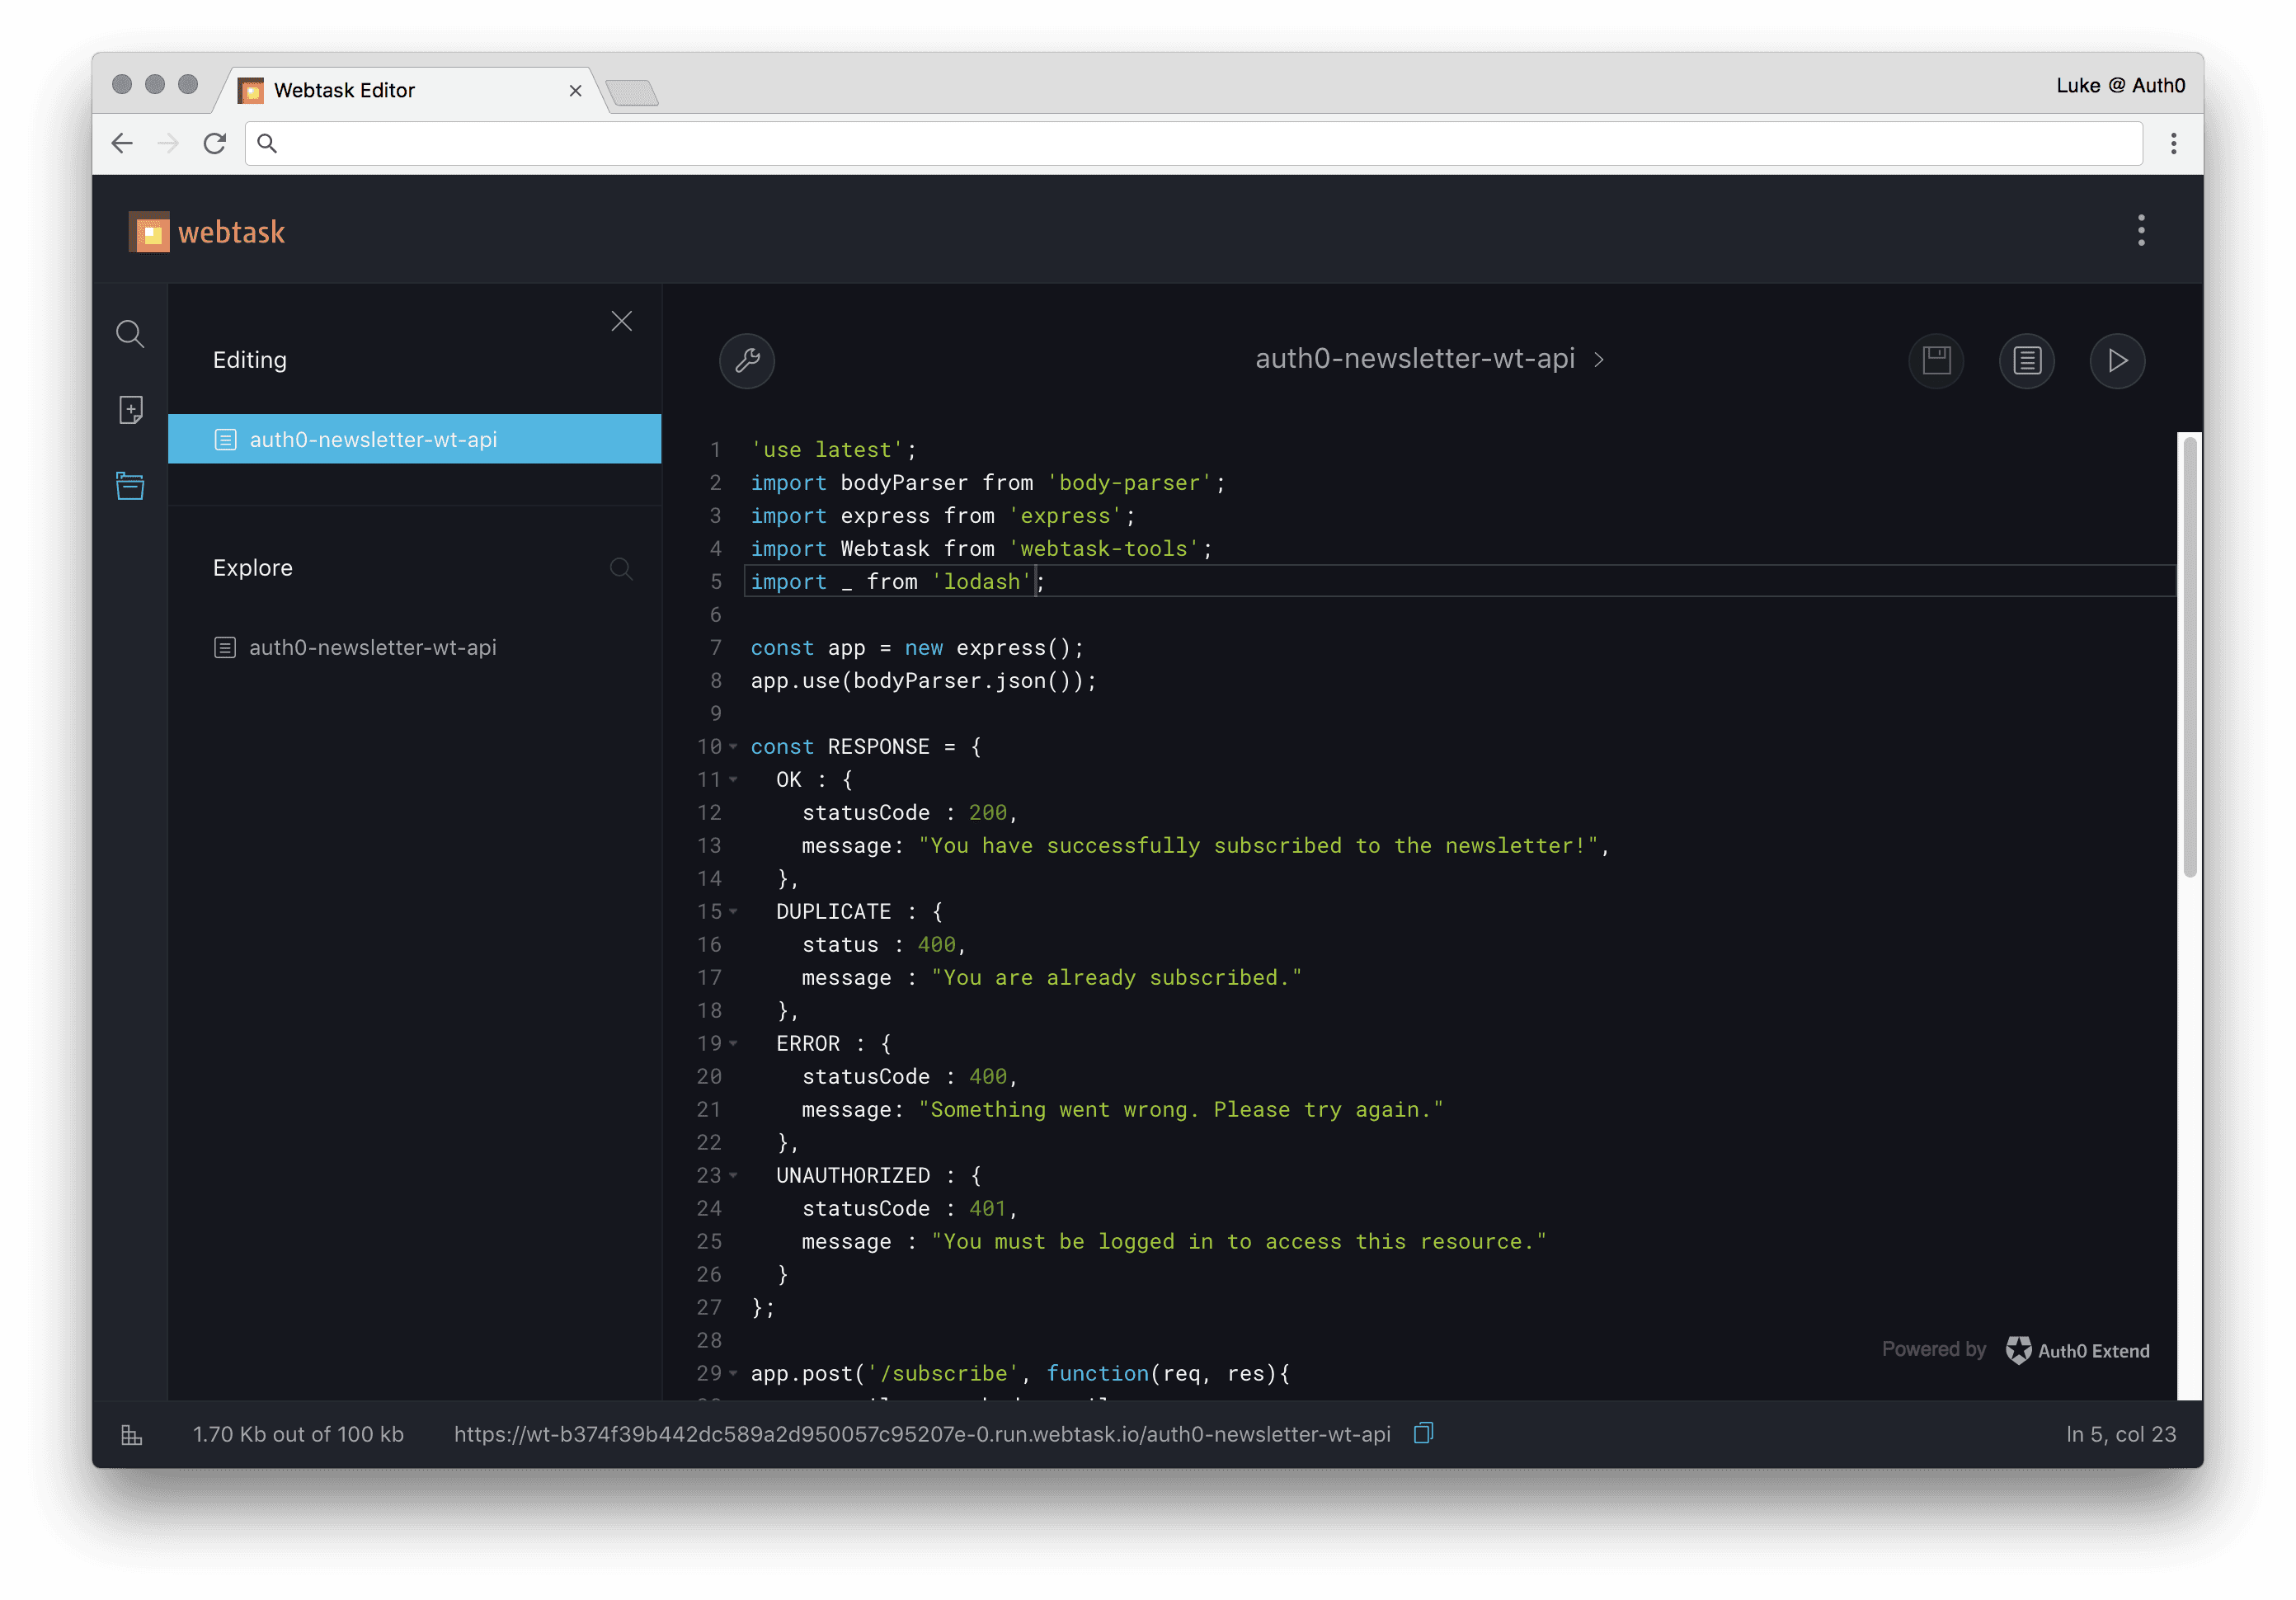 Webtask Editor
Luke @ Auth0
webtask
Editing
auth0-newsletter-wt-api
Explore
auth0-newsletter-wt-api
auth0-newsletter-wt-api >
1 'use latest';
2 import bodyParser from 'body-parser';
3 import express from 'express';
4 import Webtask from 'webtask-tools';
5 import _ from 'lodash';
6
7 const app = new express();
8 app.use(bodyParser.json());
9
10 const RESPONSE = {
11   OK : {
12     statusCode : 200,
13     message: "You have successfully subscribed to the newsletter!",
14   },
15   DUPLICATE : {
16     status : 400,
17     message : "You are already subscribed."
18   },
19   ERROR : {
20     statusCode : 400,
21     message: "Something went wrong. Please try again."
22   },
23   UNAUTHORIZED : {
24     statusCode : 401,
25     message : "You must be logged in to access this resource."
26   }
27 };
28
29 app.post('/subscribe', function(req, res){
Powered by Auth0 Extend
1.70 Kb out of 100 kb
https://wt-b374f39b442dc589a2d950057c95207e-0.run.webtask.io/auth0-newsletter-wt-api
ln 5, col 23